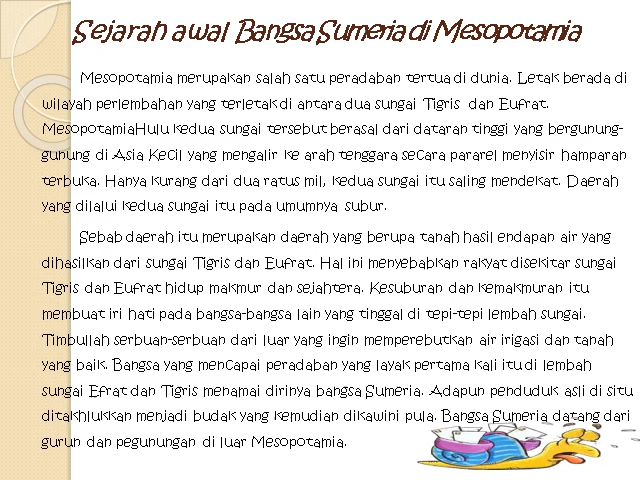 Sejarah awal Bangsa Sumeria di Mesopotamia
Mesopotamia merupakan salah satu peradaban tertua di dunia. Letak berada di
wilayah perlembahan yang terletak di antara dua sungai Tigris dan Eufrat.
MesopotamiaHulu kedua sungai tersebut berasal dari dataran tinggi yang bergunung-
gunung di Asia Kecil yang mengalir ke arah tenggara secara pararel menyisir hamparan
terbuka. Hanya kurang dari dua ratus mil, kedua sungai itu saling mendekat. Daerah
yang dilalui kedua sungai itu pada umumnya subur.
Sebab daerah itu merupakan daerah yang berupa tanah hasil endapan air yang
dihasilkan dari sungai Tigris dan Eufrat. Hal ini menyebabkan rakyat disekitar sungai
Tigris dan Eufrat hidup makmur dan sejahtera. Kesuburan dan kemakmuran itu
membuat iri hati pada bangsa-bangsa lain yang tinggal di tepi-tepi lembah sungai.
Timbullah serbuan-serbuan dari luar yang ingin memperebutkan air irigasi dan tanah
yang baik. Bangsa yang mencapai peradaban yang layak pertama kali itu di lembah
sungai Efrat dan Tigris menamai dirinya bangsa Sumeria. Adapun penduduk asli di situ
ditakhlukkan menjadi budak yang kemudian dikawini pula. Bangsa Sumeria datang dari
gurun dan pegunungan di luar Mesopotamia.